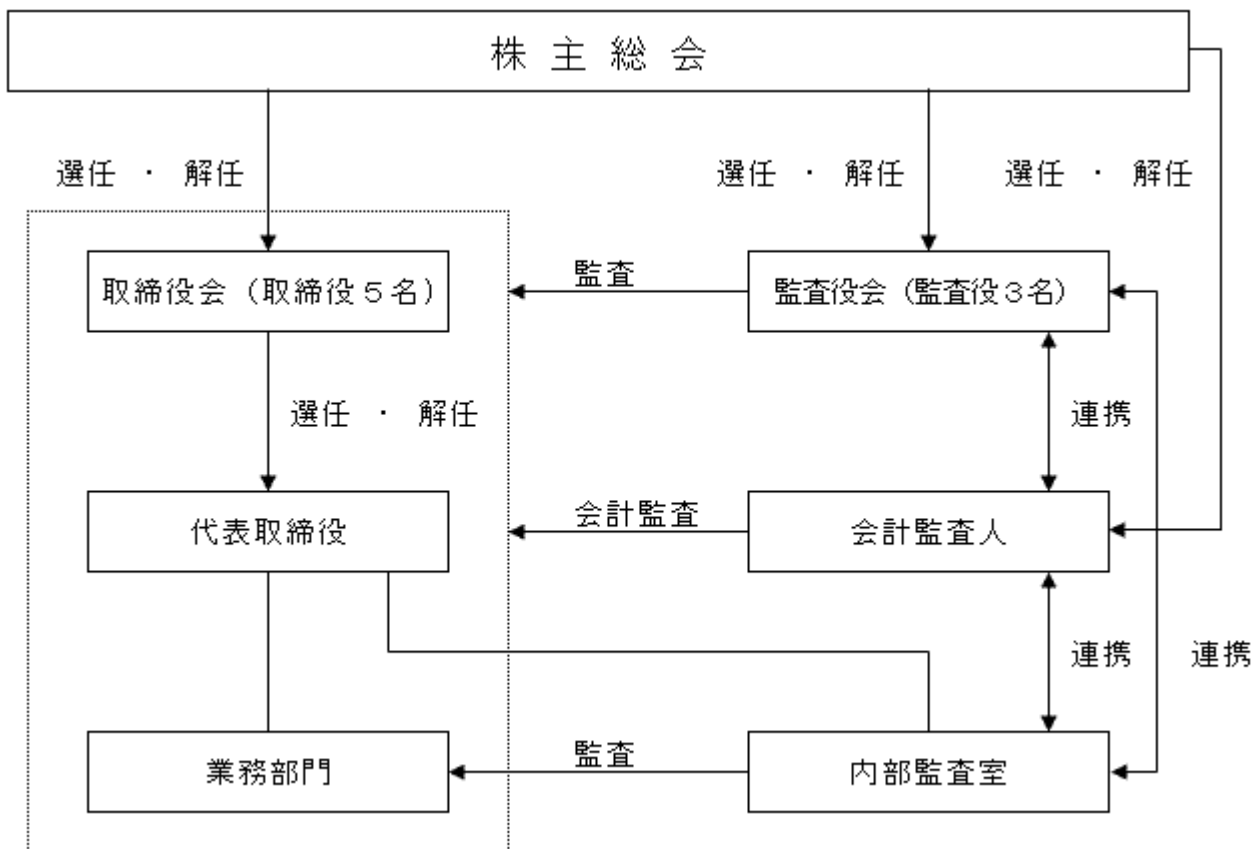 株 主 総 会
選任 ・ 解任
選任 ・ 解任
選任 ・ 解任
取締役会（取締役５名）
監査
監査役会（監査役３名）
選任 ・ 解任
連携
代表取締役
会計監査
会計監査人
連携
連携
業務部門
監査
内部監査室